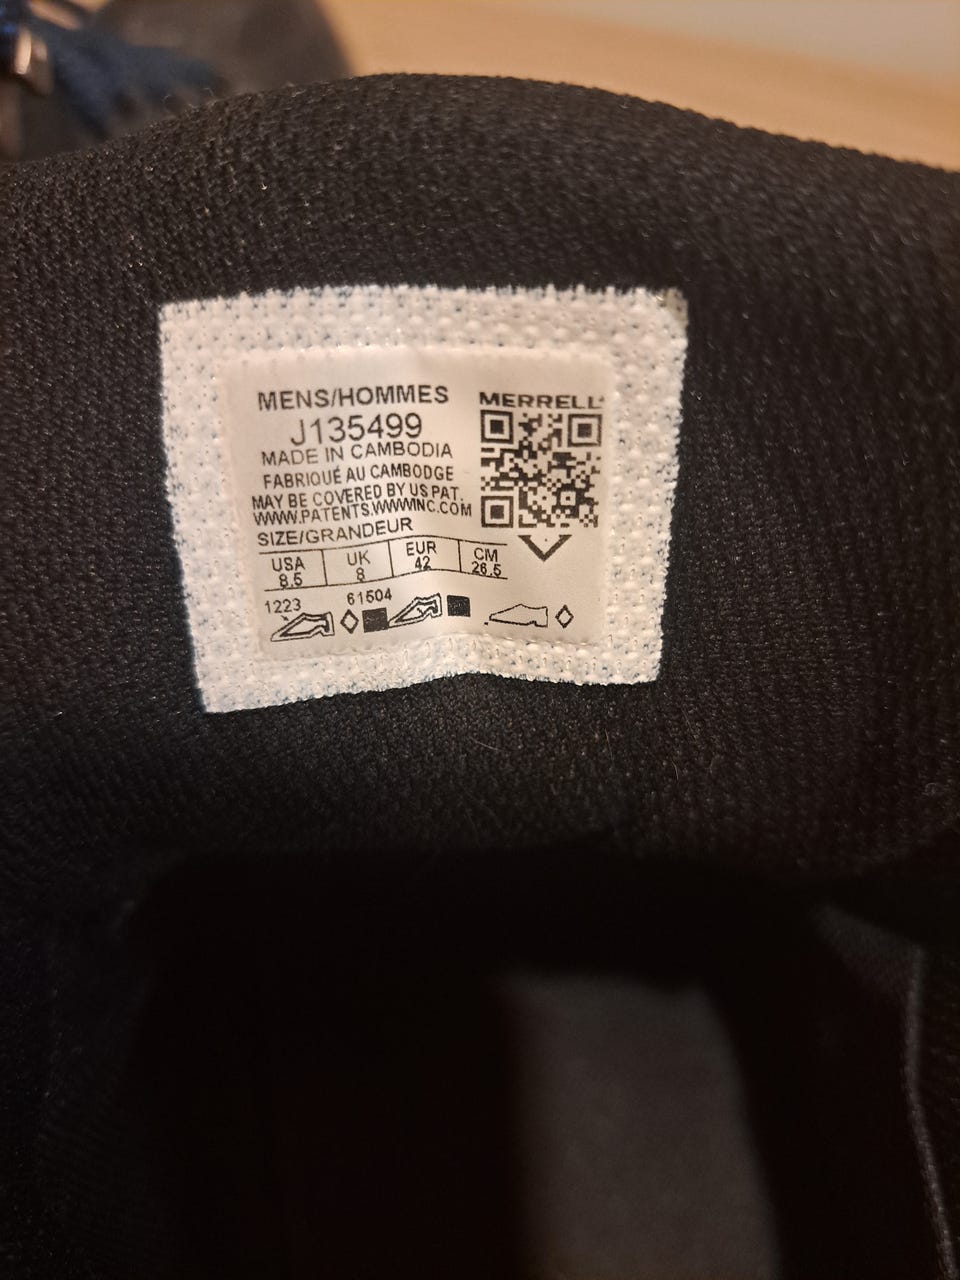 MENS/HOMMES
J135499
MADE IN CAMBODIA
FABRIQUÉ AU CAMBODGE
MAY BE COVERED BY US PAT.
WWW.PATENTS.WWWINC.COM
SIZE/GRANDEUR
USA UK EUR CM
8.5 8 42 26.5
1223 61504
MERRELL